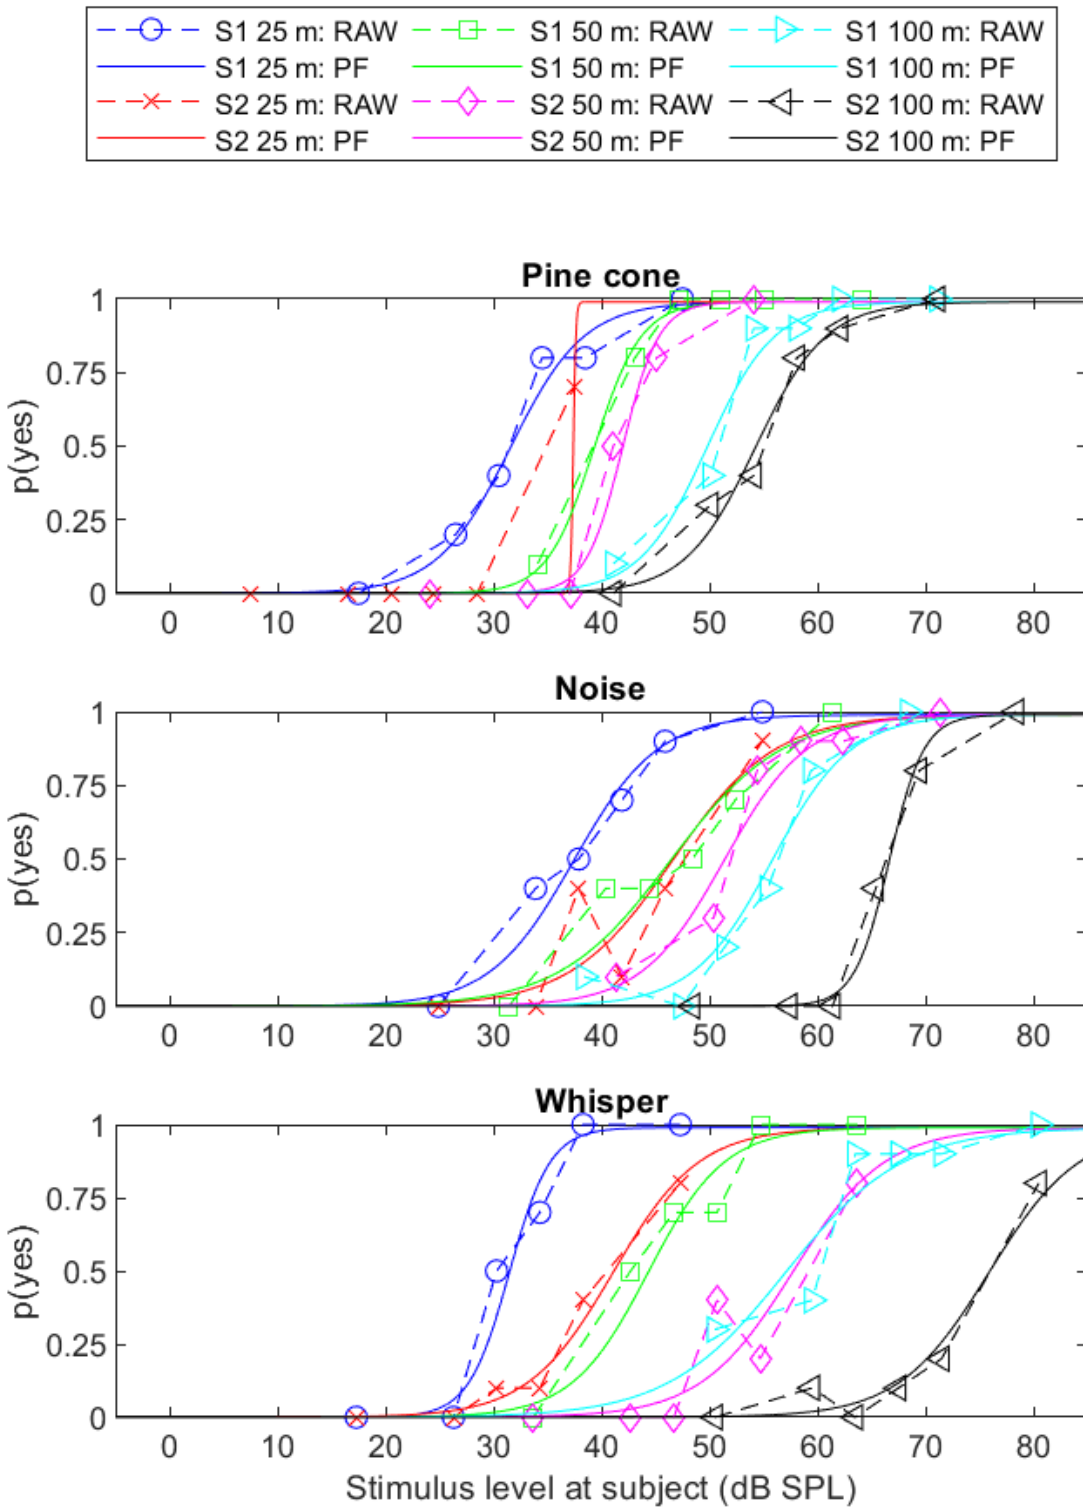 S1 25 m: RAW S1 50 m: RAW S1 100 m: RAW
S1 25 m: PF S1 50 m: PF S1 100 m: PF
S2 25 m: RAW S2 50 m: RAW S2 100 m: RAW
S2 25 m: PF S2 50 m: PF S2 100 m: PF
Pine cone
1
0.75
0.5
0.25
0
p(yes)
0 10 20 30 40 50 60 70 80
Noise
1
0.75
0.5
0.25
0
p(yes)
0 10 20 30 40 50 60 70 80
Whisper
1
0.75
0.5
0.25
0
p(yes)
0 10 20 30 40 50 60 70 80
Stimulus level at subject (dB SPL)